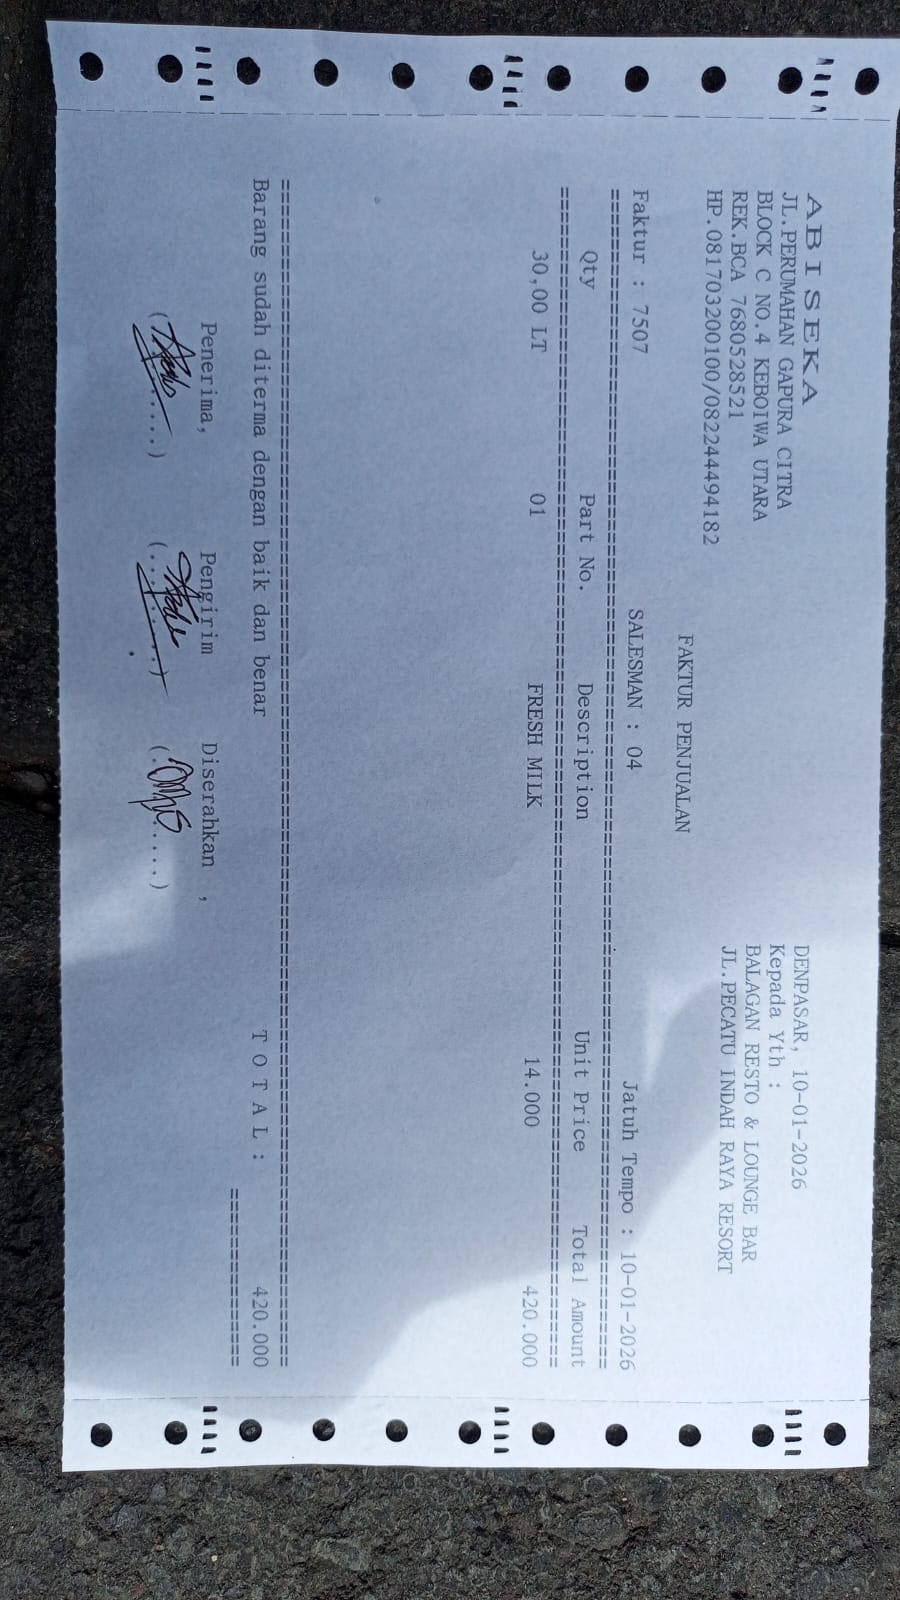 ABISEKA
JL.PERUMAHAN GAPURA CITRA
BLOCK C NO.4 KEBOIWA UTARA
REK.BCA 7680528521
HP.081703200100/082244494182
DENPASAR, 10-01-2026
Kepada Yth :
BALAGAN RESTO & LOUNGE BAR
JL.PECATU INDAH RAYA RESORT
FAKTUR PENJUALAN
Faktur : 7507 SALESMAN : 04 Jatuh Tempo : 10-01-2026
Qty Part No. Description Unit Price Total Amount
30,00 LT 01 FRESH MILK 14.000 420.000
Barang sudah diterma dengan baik dan benar T O T A L : 420.000
Penerima, Pengirim Diserahkan ,